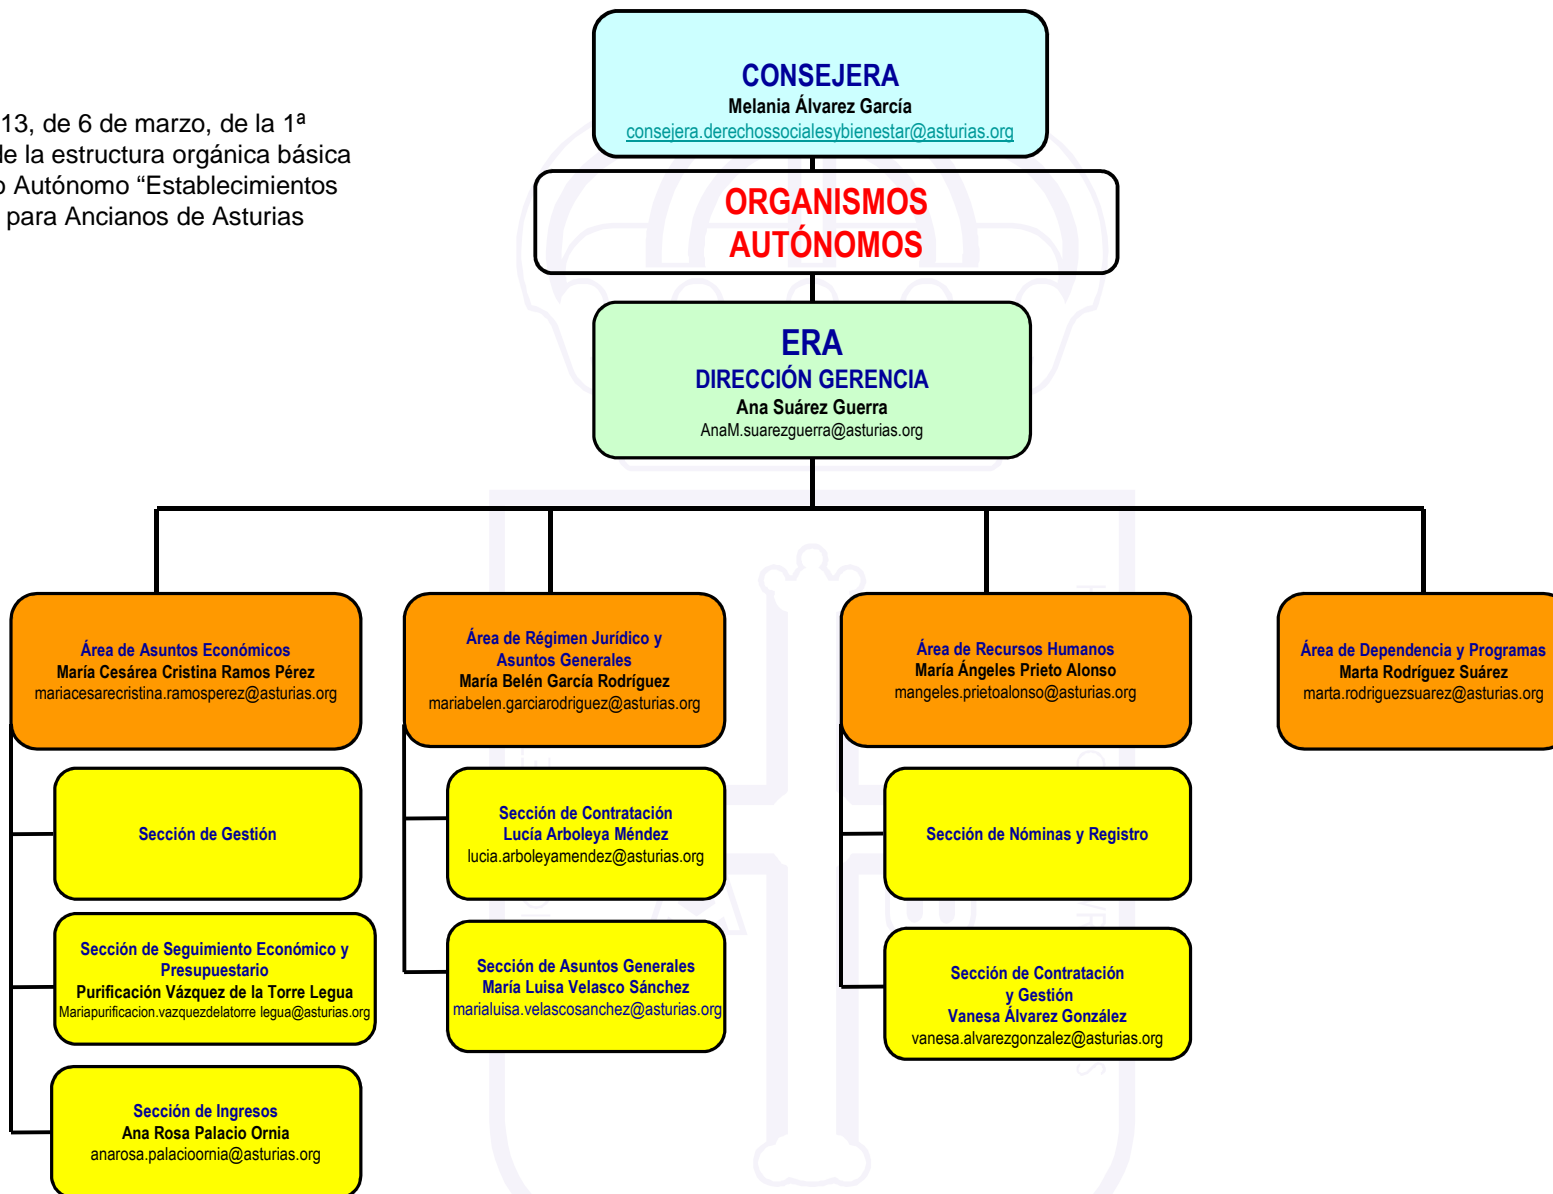 CONSEJERA
Melania Álvarez García
consejera.derechossocialesybienestar@asturias.org
13, de 6 de marzo, de la 1ª
de la estructura orgánica básica
o Autónomo “Establecimientos
para Ancianos de Asturias
ORGANISMOS
AUTÓNOMOS
ERA
DIRECCIÓN GERENCIA
Ana Suárez Guerra
AnaM.suarezguerra@asturias.org
Área de Asuntos Económicos
María Cesárea Cristina Ramos Pérez
mariacesarecristina.ramosperez@asturias.org
Sección de Gestión
Sección de Seguimiento Económico y
Presupuestario
Purificación Vázquez de la Torre Legua
Mariapurificacion.vazquezdelatorre legua@asturias.org
Sección de Ingresos
Ana Rosa Palacio Ornia
anarosa.palacioornia@asturias.org
Área de Régimen Jurídico y
Asuntos Generales
María Belén García Rodríguez
mariabelen.garciarodriguez@asturias.org
Sección de Contratación
Lucía Arboleya Méndez
lucia.arboleyamendez@asturias.org
Sección de Asuntos Generales
María Luisa Velasco Sánchez
marialuisa.velascosanchez@asturias.org
Área de Recursos Humanos
María Ángeles Prieto Alonso
mangeles.prietoalonso@asturias.org
Sección de Nóminas y Registro
Sección de Contratación
y Gestión
Vanesa Álvarez González
vanesa.alvarezgonzalez@asturias.org
Área de Dependencia y Programas
Marta Rodríguez Suárez
marta.rodriguezsuarez@asturias.org